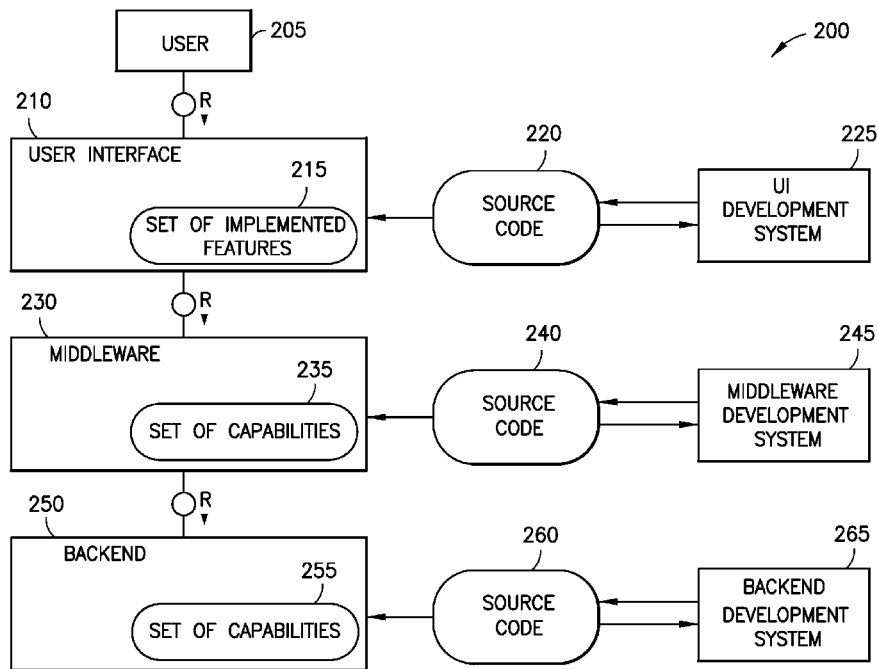 USER
205
200
R
210
USER INTERFACE
215
SET OF IMPLEMENTED
FEATURES
220
SOURCE
CODE
225
UI
DEVELOPMENT
SYSTEM
R
230
MIDDLEWARE
235
SET OF CAPABILITIES
240
SOURCE
CODE
245
MIDDLEWARE
DEVELOPMENT
SYSTEM
R
250
BACKEND
255
SET OF CAPABILITIES
260
SOURCE
CODE
265
BACKEND
DEVELOPMENT
SYSTEM